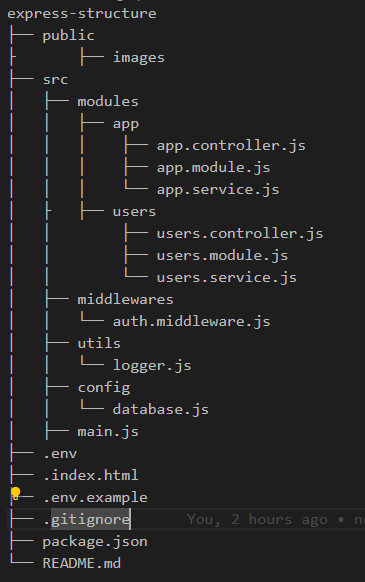 express-structure
├── public
├       ├── images
├── src
│   ├── modules
│   │   ├── app
│   │   │   ├── app.controller.js
│   │   │   ├── app.module.js
│   │   │   └── app.service.js
│   ├   ├── users
│   │       ├── users.controller.js
│   │       ├── users.module.js
│   │       └── users.service.js
│   ├── middlewares
│   │   └── auth.middleware.js
│   ├── utils
│   │   └── logger.js
│   ├── config
│   │   └── database.js
│   ├── main.js
├── .env
├── .index.html
├── .env.example
├── .gitignore You, 2 hours ago •
├── package.json
└── README.md